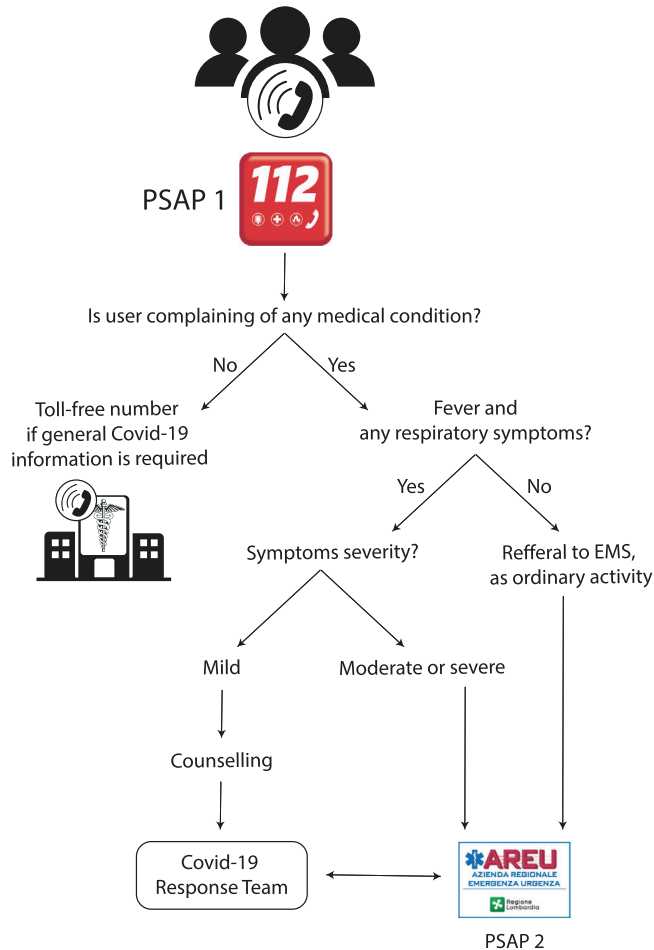 112
PSAP 1
Is user complaining of any medical condition?
No
Yes
Toll-free number
if general Covid-19
information is required
Fever and
any respiratory symptoms?
Yes
No
Symptoms severity?
Refferal to EMS,
as ordinary activity
Mild
Moderate or severe
Counselling
Covid-19
Response Team
AREU
AZIENDA REGIONALE
EMERGENZA URGENZA
Regione
Lombardia
PSAP 2